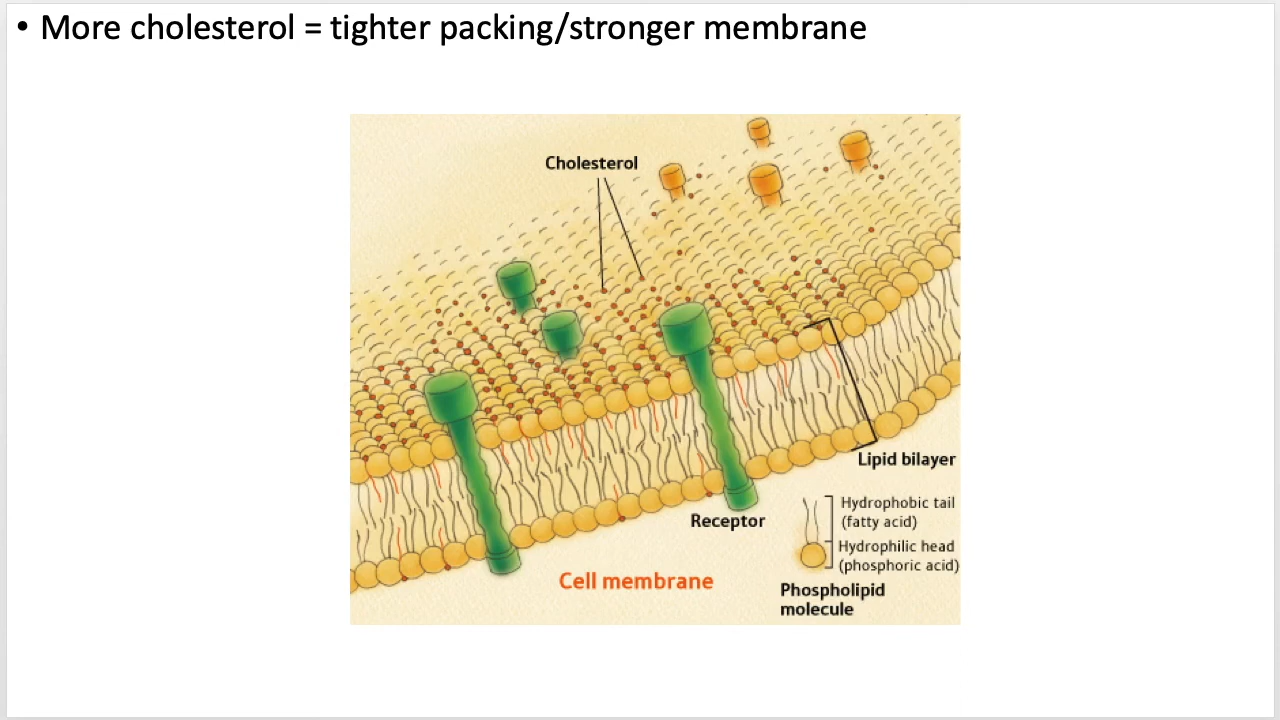 • More cholesterol = tighter packing/stronger membrane
Cholesterol
Lipid bilayer
Hydrophobic tail
(fatty acid)
Receptor
Hydrophilic head
(phosphoric acid)
Cell membrane
Phospholipid
molecule